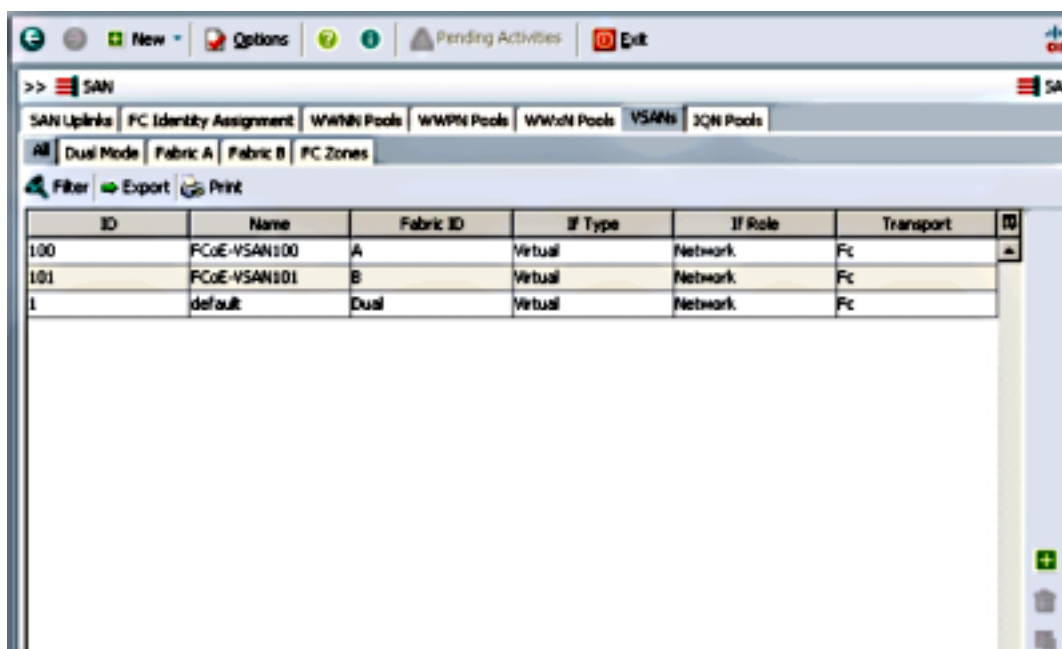 New Options Pending Activities Exit
>> SAN
SAN Uplinks FC Identity Assignment WWNN Pools WWPN Pools WWxN Pools VSANs IQN Pools
All Dual Mode Fabric A Fabric B FC Zones
Filter Export Print
ID Name Fabric ID If Type If Role Transport
100 FCoE-VSAN100 A Virtual Network Fc
101 FCoE-VSAN101 B Virtual Network Fc
1 default Dual Virtual Network Fc